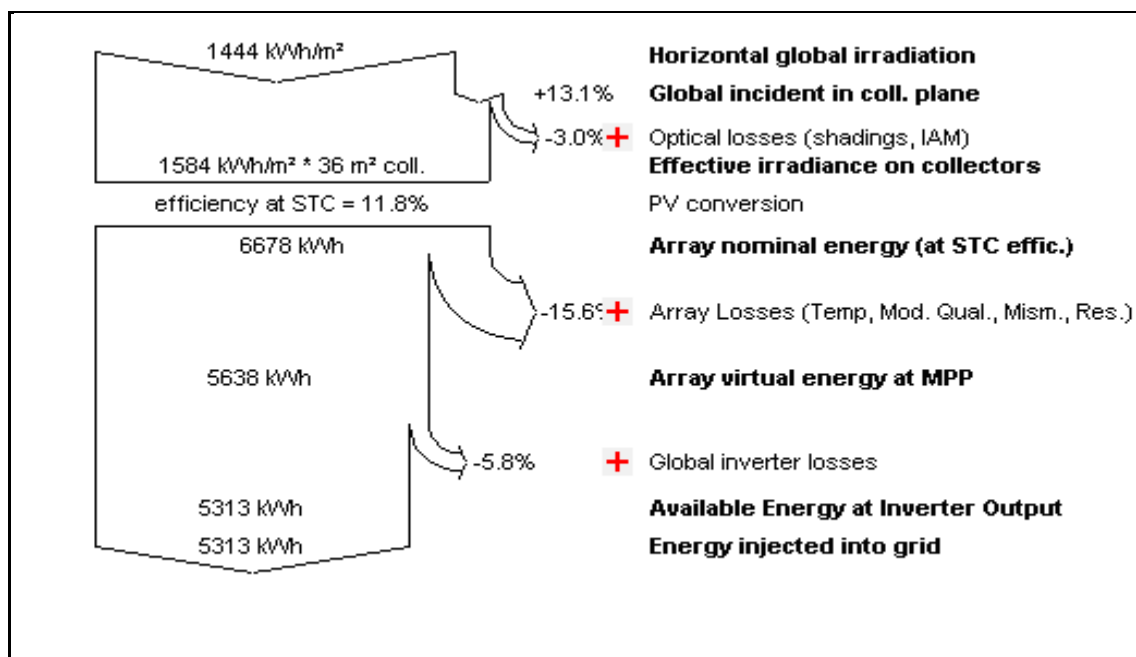 1444 kWh/m² Horizontal global irradiation
+13.1% Global incident in coll. plane
-3.0% Optical losses (shadings, IAM)
1584 kWh/m² * 36 m² coll. Effective irradiance on collectors
efficiency at STC = 11.8% PV conversion
6678 kWh Array nominal energy (at STC effic.)
-15.6% Array Losses (Temp, Mod. Qual., Mism., Res.)
5638 kWh Array virtual energy at MPP
-5.8% Global inverter losses
5313 kWh Available Energy at Inverter Output
5313 kWh Energy injected into grid